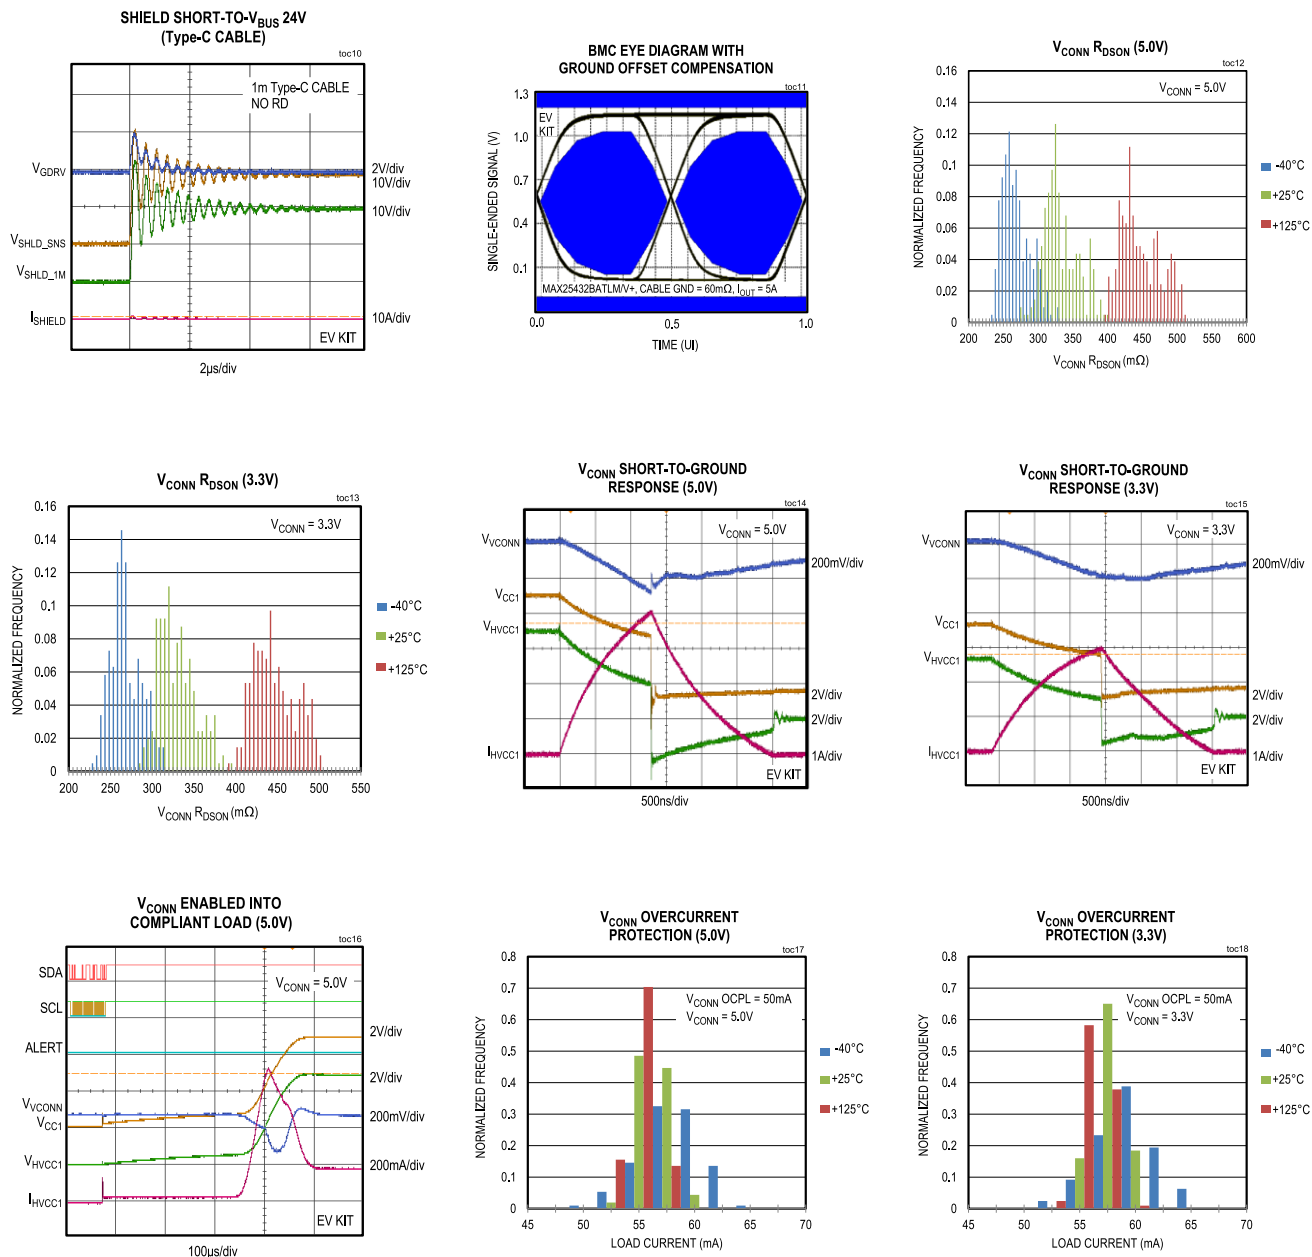 SHIELD SHORT-TO-VBUS 24V
(Type-C CABLE)
toc10
1m Type-C CABLE
NO RD
VGDRV
2V/div
10V/div
10V/div
VSHLD_SNS
VSHLD_1M
ISHIELD
10A/div
EV KIT
2µs/div
BMC EYE DIAGRAM WITH
GROUND OFFSET COMPENSATION
toc11
1.3
EV
KIT
1.0
0.7
0.4
0.1
SINGLE-ENDED SIGNAL (V)
MAX25432BATLM/V+, CABLE GND = 60mΩ, IOUT = 5A
0.0
0.5
1.0
TIME (UI)
VCONN RDSON (5.0V)
toc12
VCONN = 5.0V
0.16
0.14
0.12
0.1
0.08
0.06
0.04
0.02
0
NORMALIZED FREQUENCY
-40°C
+25°C
+125°C
200 250 300 350 400 450 500 550 600
VCONN RDSON (mΩ)
VCONN RDSON (3.3V)
toc13
VCONN = 3.3V
0.16
0.14
0.12
0.1
0.08
0.06
0.04
0.02
0
NORMALIZED FREQUENCY
-40°C
+25°C
+125°C
200 250 300 350 400 450 500 550
VCONN RDSON (mΩ)
VCONN SHORT-TO-GROUND
RESPONSE (5.0V)
toc14
VCONN = 5.0V
VVCONN
200mV/div
VCC1
VHVCC1
2V/div
2V/div
IHVCC1
1A/div
EV KIT
500ns/div
VCONN SHORT-TO-GROUND
RESPONSE (3.3V)
toc15
VCONN = 3.3V
VVCONN
200mV/div
VCC1
VHVCC1
2V/div
2V/div
IHVCC1
1A/div
EV KIT
500ns/div
VCONN ENABLED INTO
COMPLIANT LOAD (5.0V)
toc16
SDA
VCONN = 5.0V
SCL
2V/div
ALERT
2V/div
VVCONN
200mV/div
VCC1
VHVCC1
200mA/div
IHVCC1
EV KIT
100µs/div
VCONN OVERCURRENT
PROTECTION (5.0V)
toc17
VCONN OCPL = 50mA
VCONN = 5.0V
0.8
0.7
0.6
0.5
0.4
0.3
0.2
0.1
0
NORMALIZED FREQUENCY
-40°C
+25°C
+125°C
45 50 55 60 65 70
LOAD CURRENT (mA)
VCONN OVERCURRENT
PROTECTION (3.3V)
toc18
VCONN OCPL = 50mA
VCONN = 3.3V
0.8
0.7
0.6
0.5
0.4
0.3
0.2
0.1
0
NORMALIZED FREQUENCY
-40°C
+25°C
+125°C
45 50 55 60 65 70
LOAD CURRENT (mA)